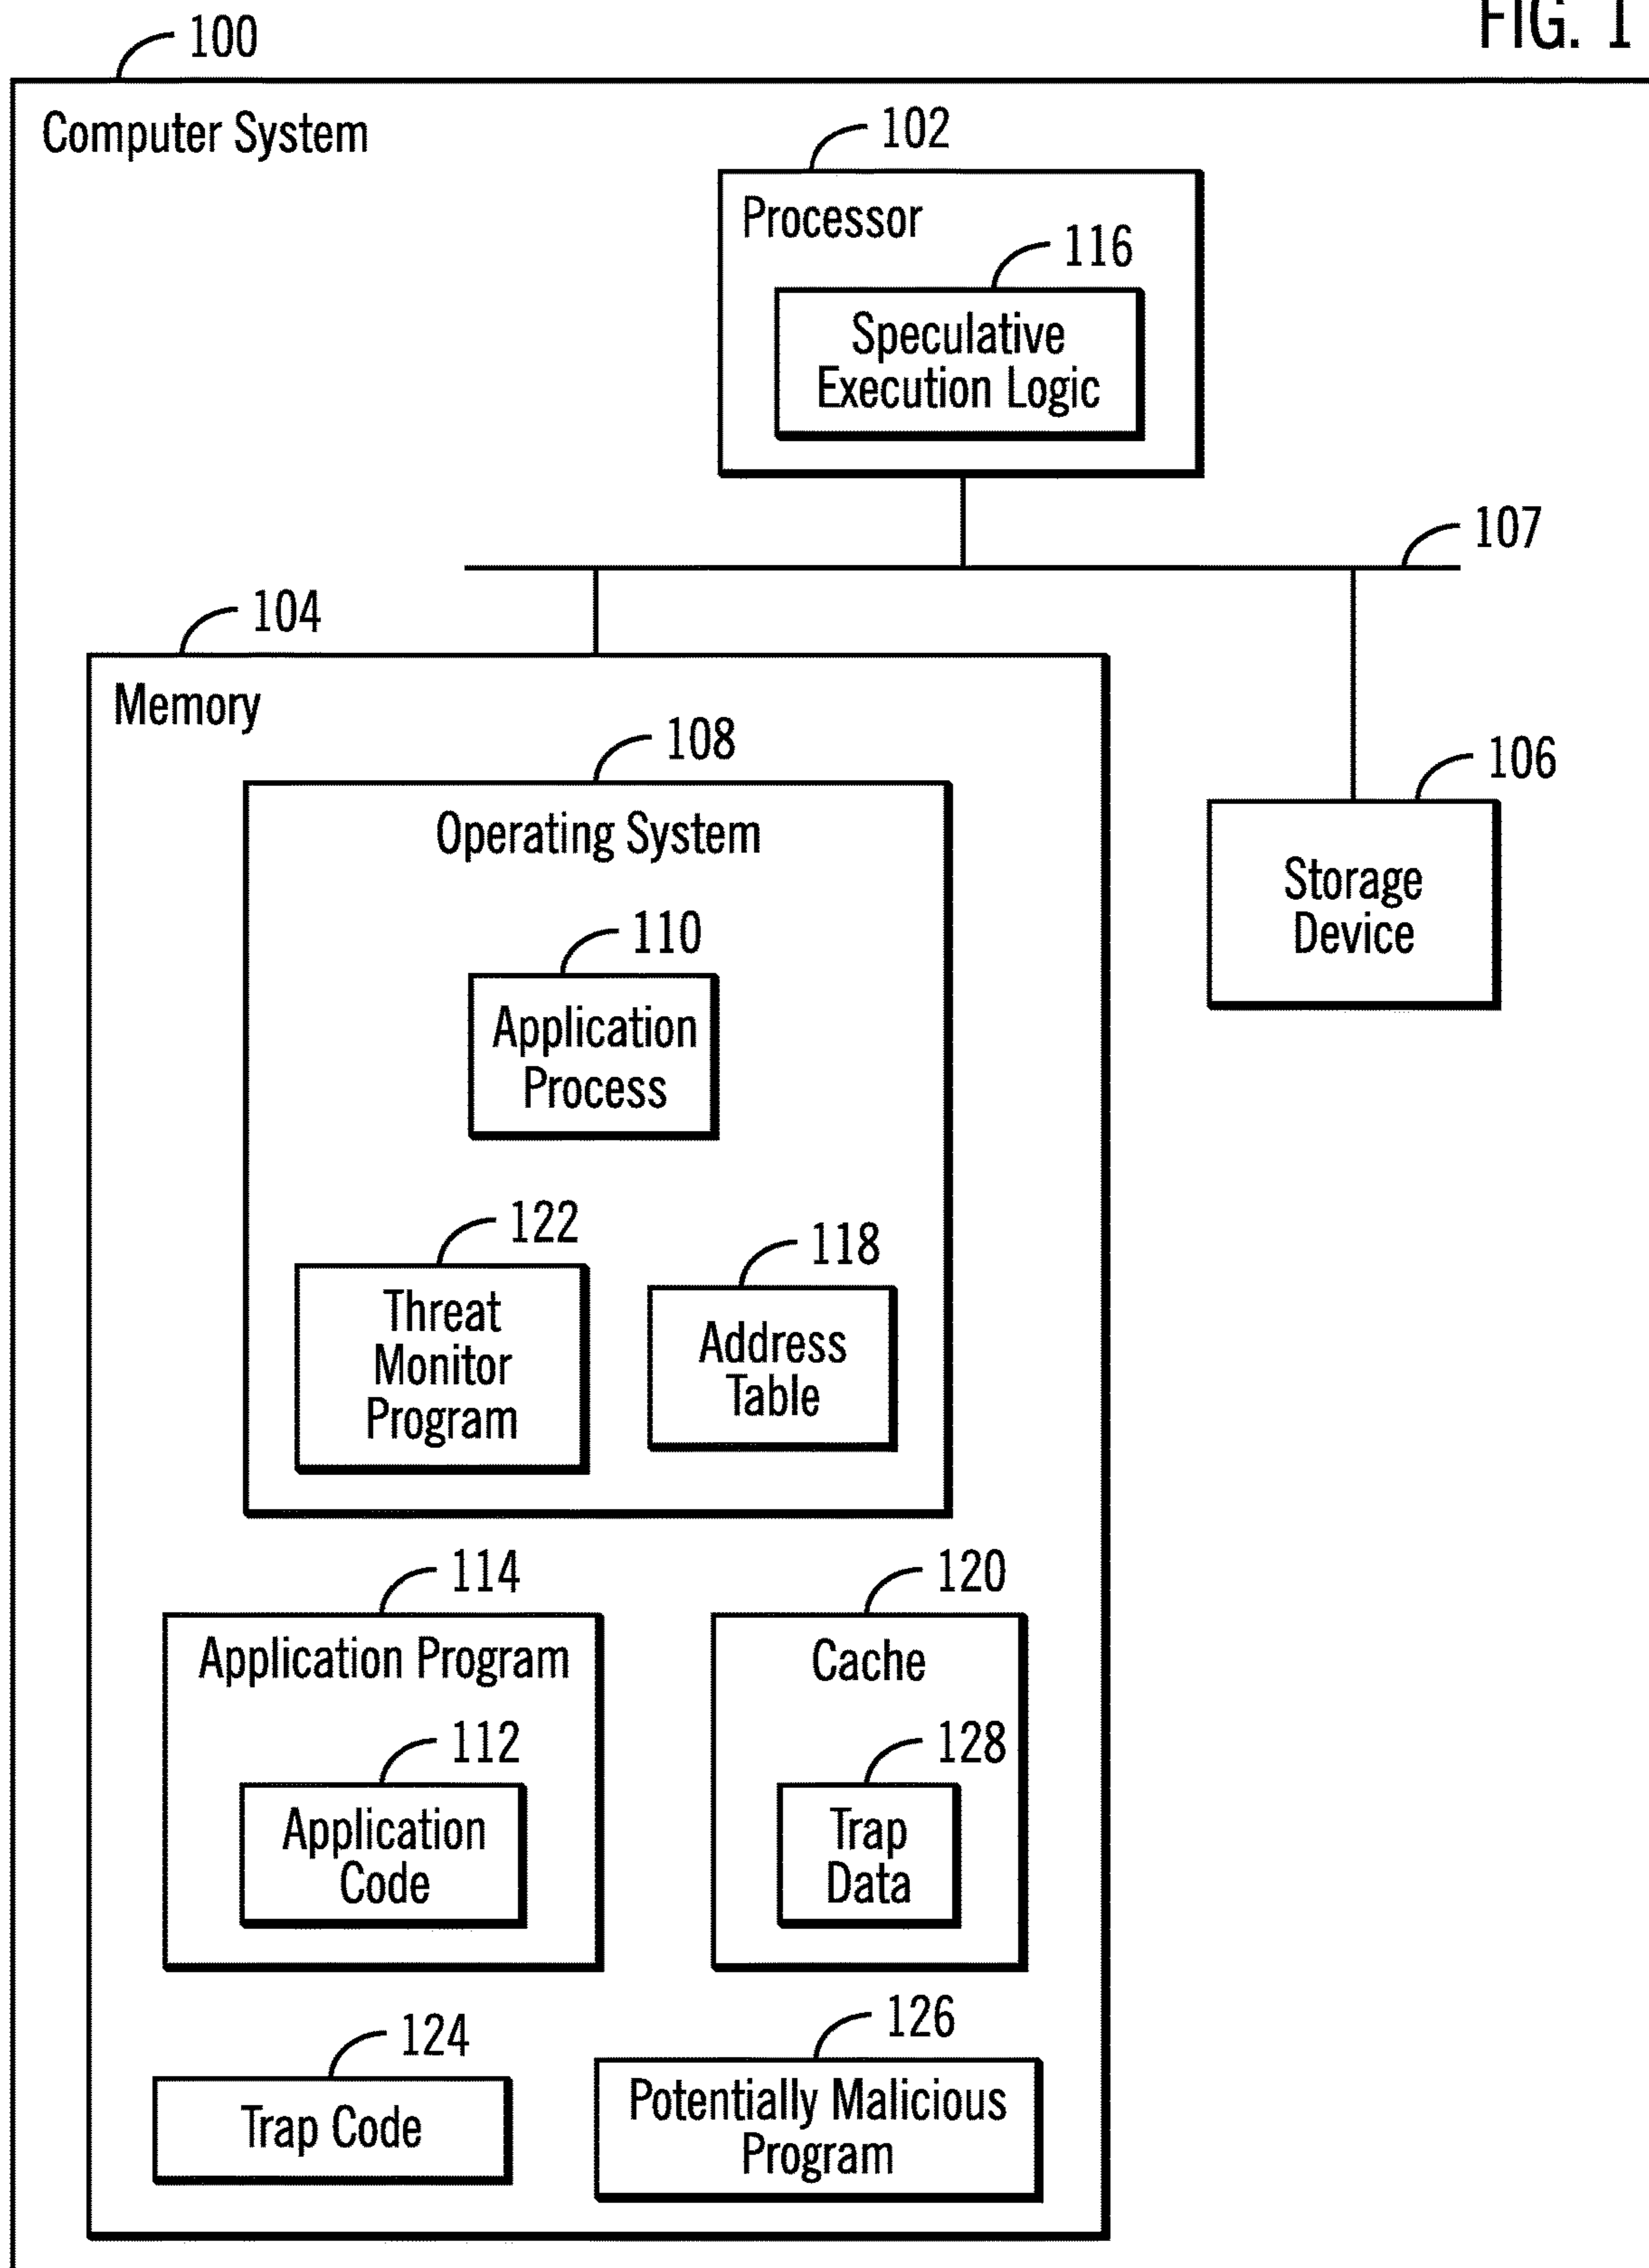 FIG. 1
100
Computer System
102
Processor
116
Speculative
Execution Logic
107
104
Memory
108
Operating System
106
Storage
Device
110
Application
Process
122
Threat
Monitor
Program
118
Address
Table
114
Application Program
112
Application
Code
120
Cache
128
Trap
Data
124
Trap Code
126
Potentially Malicious
Program